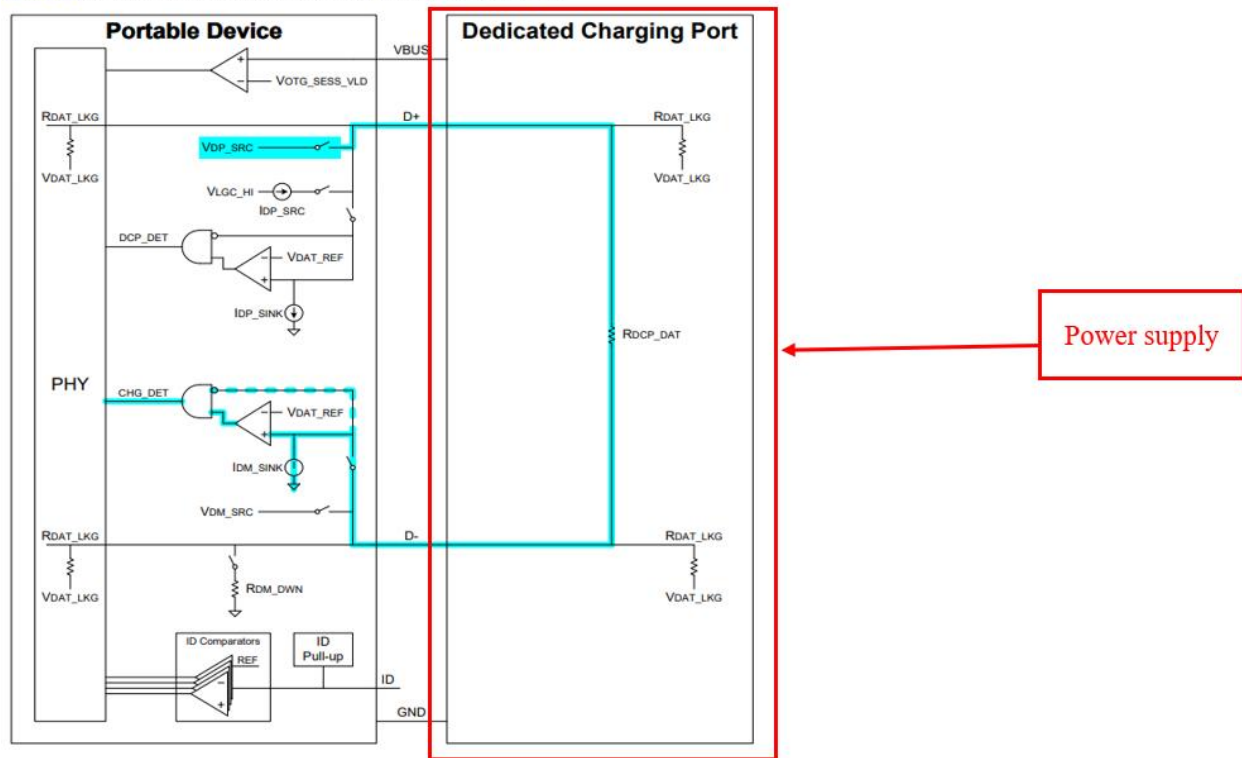 Portable Device
Dedicated Charging Port
VBUS
VOTG_SESS_VLD
RDAT_LKG
D+
RDAT_LKG
VDP_SRC
VDAT_LKG
VDAT_LKG
VLGC_HI
IDP_SRC
DCP_DET
VDAT_REF
IDP_SINK
RDCP_DAT
Power supply
PHY
CHG_DET
VDAT_REF
IDM_SINK
VDM_SRC
RDAT_LKG
D-
RDAT_LKG
RDM_DWN
VDAT_LKG
VDAT_LKG
ID Comparators
REF
ID
Pull-up
ID
GND